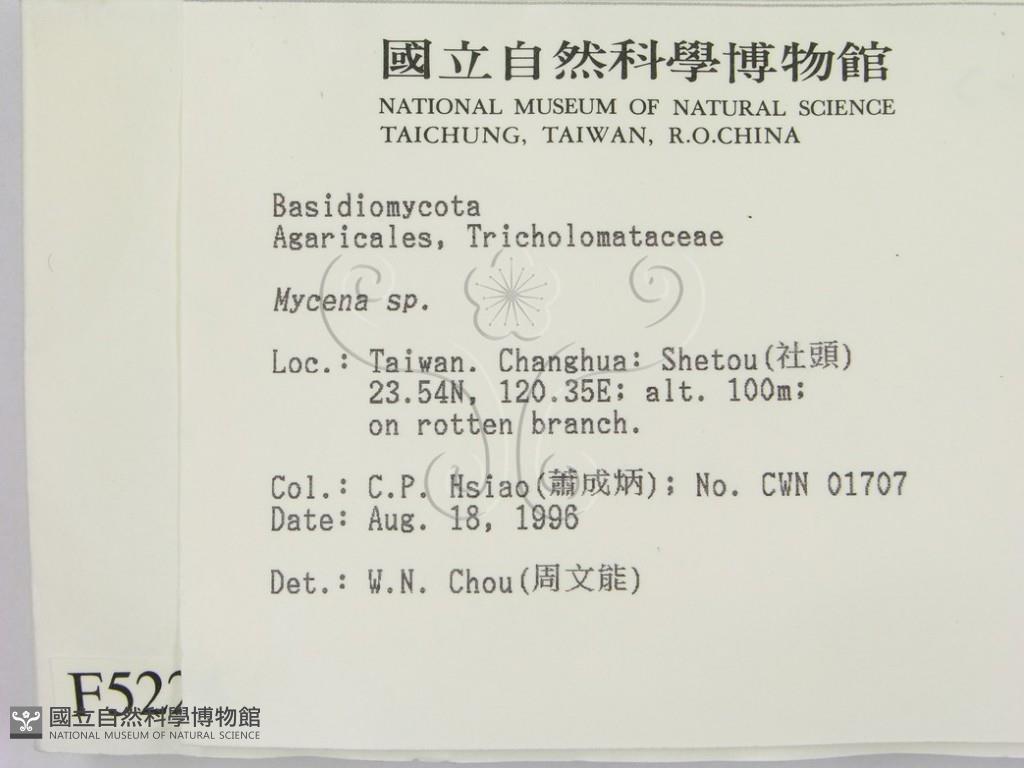 國立自然科學博物館
NATIONAL MUSEUM OF NATURAL SCIENCE
TAICHUNG, TAIWAN, R.O.CHINA
Basidiomycota
Agaricales, Tricholomataceae
Mycena sp.
Loc.: Taiwan. Changhua: Shetou(社頭)
23.54N, 120.35E; alt. 100m;
on rotten branch.
Col.: C.P. Hsiao(蕭成炳); No. CWN 01707
Date: Aug. 18, 1996
Det.: W.N. Chou(周文能)
F522
國立自然科學博物館
NATIONAL MUSEUM OF NATURAL SCIENCE